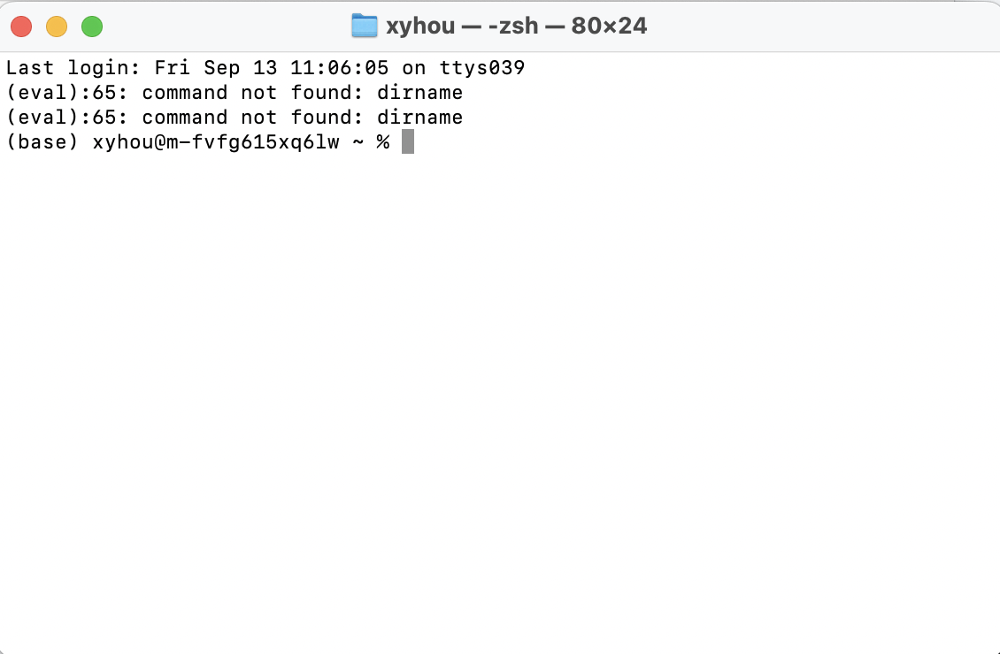 xyhou — -zsh — 80×24
Last login: Fri Sep 13 11:06:05 on ttys039
(eval):65: command not found: dirname
(eval):65: command not found: dirname
(base) xyhou@m-fvfg615xq6lw ~ %